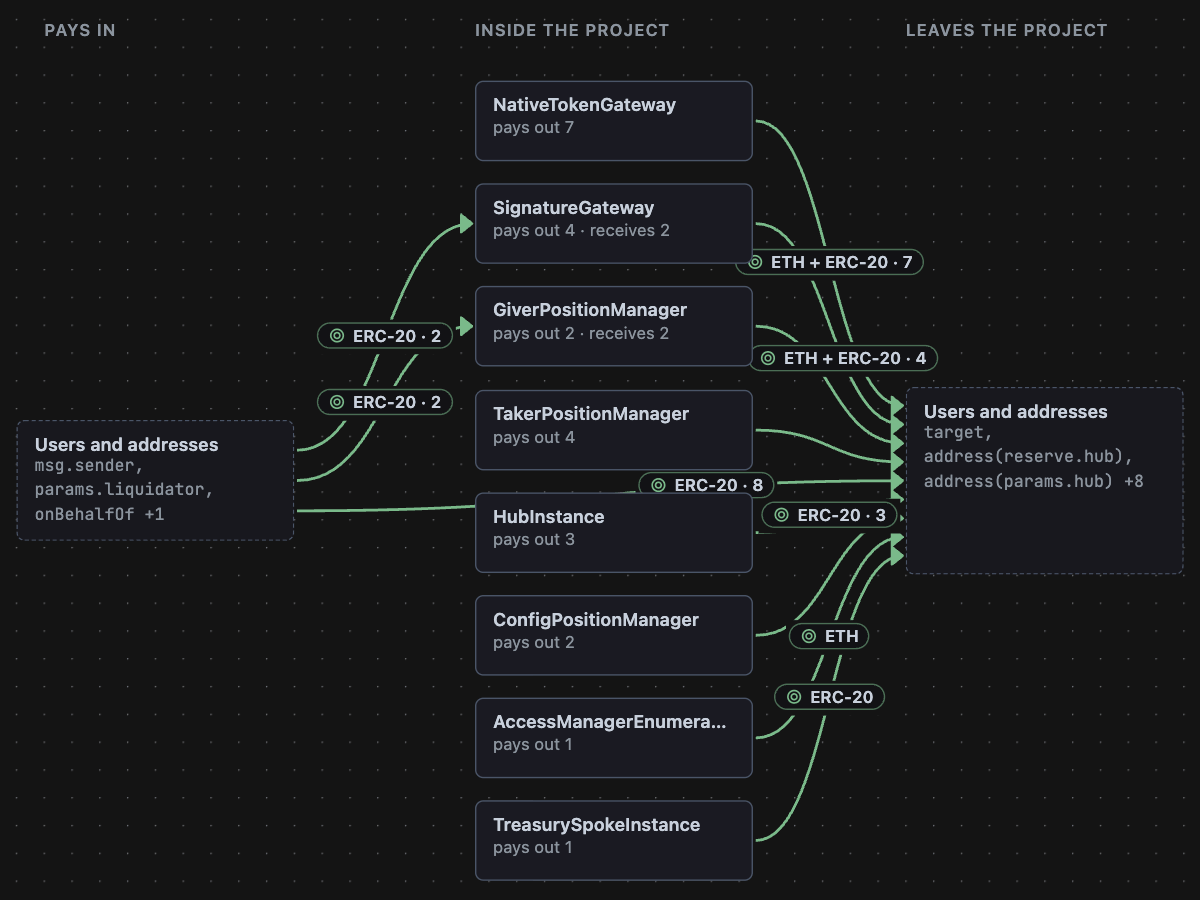 PAYS IN
INSIDE THE PROJECT
LEAVES THE PROJECT
NativeTokenGateway
pays out 7
SignatureGateway
pays out 4 · receives 2
ETH + ERC-20 · 7
GiverPositionManager
pays out 2 · receives 2
ERC-20 · 2
ETH + ERC-20 · 4
ERC-20 · 2
TakerPositionManager
pays out 4
Users and addresses
msg.sender,
params.liquidator,
onBehalfOf +1
Users and addresses
target,
address(reserve.hub),
address(params.hub) +8
ERC-20 · 8
HubInstance
pays out 3
ERC-20 · 3
ConfigPositionManager
pays out 2
ETH
ERC-20
AccessManagerEnumera...
pays out 1
TreasurySpokeInstance
pays out 1